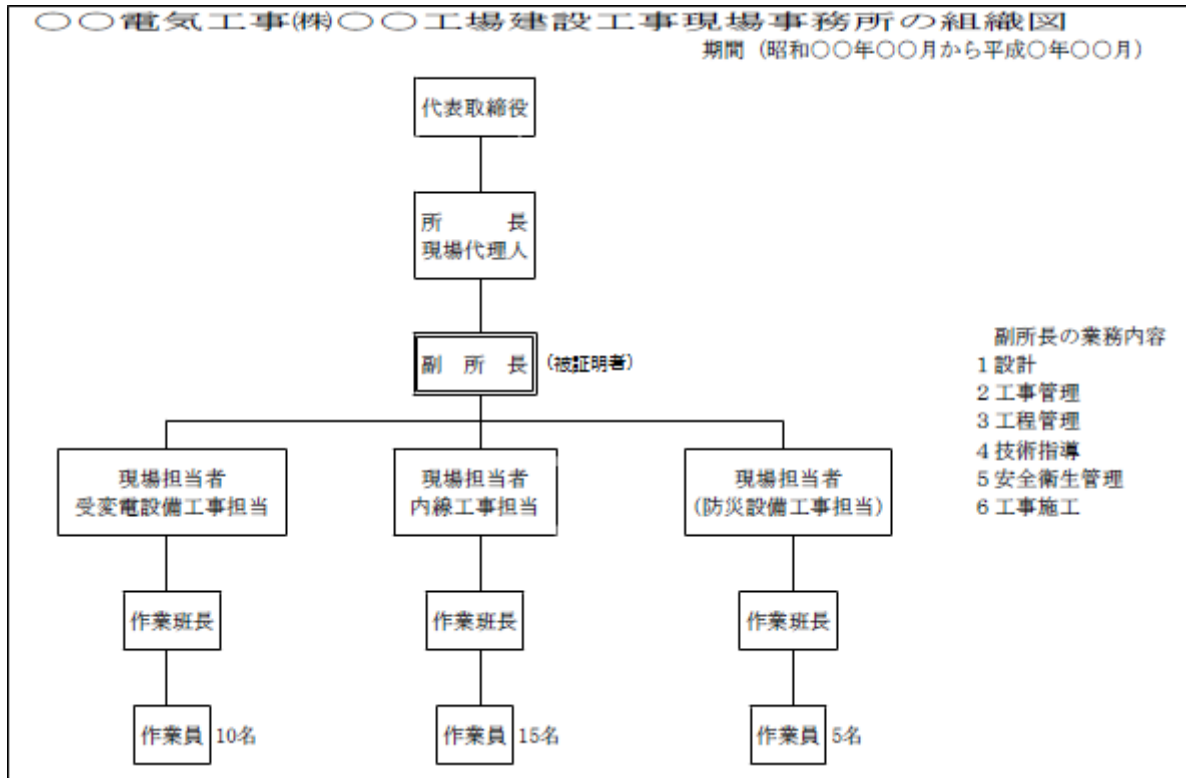 ○○電気工事㈱○○工場建設工事現場事務所の組織図
期間（昭和○○年○○月から平成○年○○月）
代表取締役
所　　長
現場代理人
副　所　長
(被証明者)
副所長の業務内容
1 設計
2 工事管理
3 工程管理
4 技術指導
5 安全衛生管理
6 工事施工
現場担当者
受変電設備工事担当
現場担当者
内線工事担当
現場担当者
(防災設備工事担当)
作業班長
作業班長
作業班長
作業員 10名
作業員 15名
作業員 5名